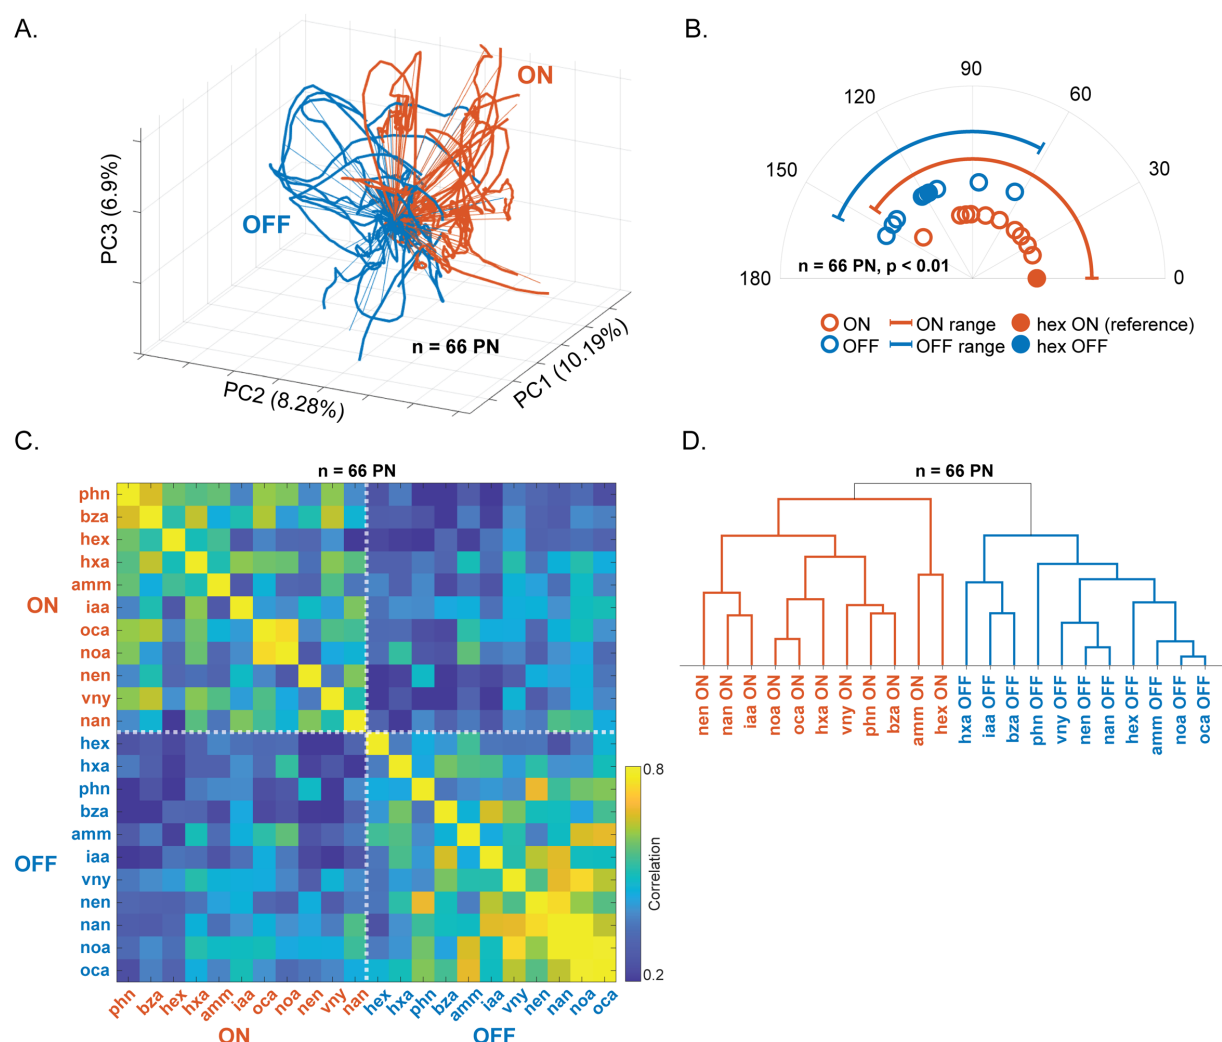 A.
ON
OFF
PC3 (6.9%)
n = 66 PN
PC2 (8.28%)
PC1 (10.19%)
B.
90
120
60
150
30
180
0
n = 66 PN, p < 0.01
ON ON range hex ON (reference)
OFF OFF range hex OFF
C.
n = 66 PN
phn
bza
hex
hxa
amm
iaa
oca
noa
nen
vny
nan
ON
hex
hxa
phn
bza
amm
iaa
vny
nen
nan
noa
oca
OFF
phn bza hex hxa amm iaa oca noa nen vny nan hex hxa phn bza amm iaa vny nen nan noa oca
ON OFF
0.8
Correlation
0.2
D.
n = 66 PN
nen ON
nan ON
iaa ON
noa ON
oca ON
hxa ON
vny ON
phn ON
bza ON
amm ON
hex ON
hxa OFF
iaa OFF
bza OFF
phn OFF
vny OFF
nen OFF
nan OFF
hex OFF
amm OFF
noa OFF
oca OFF